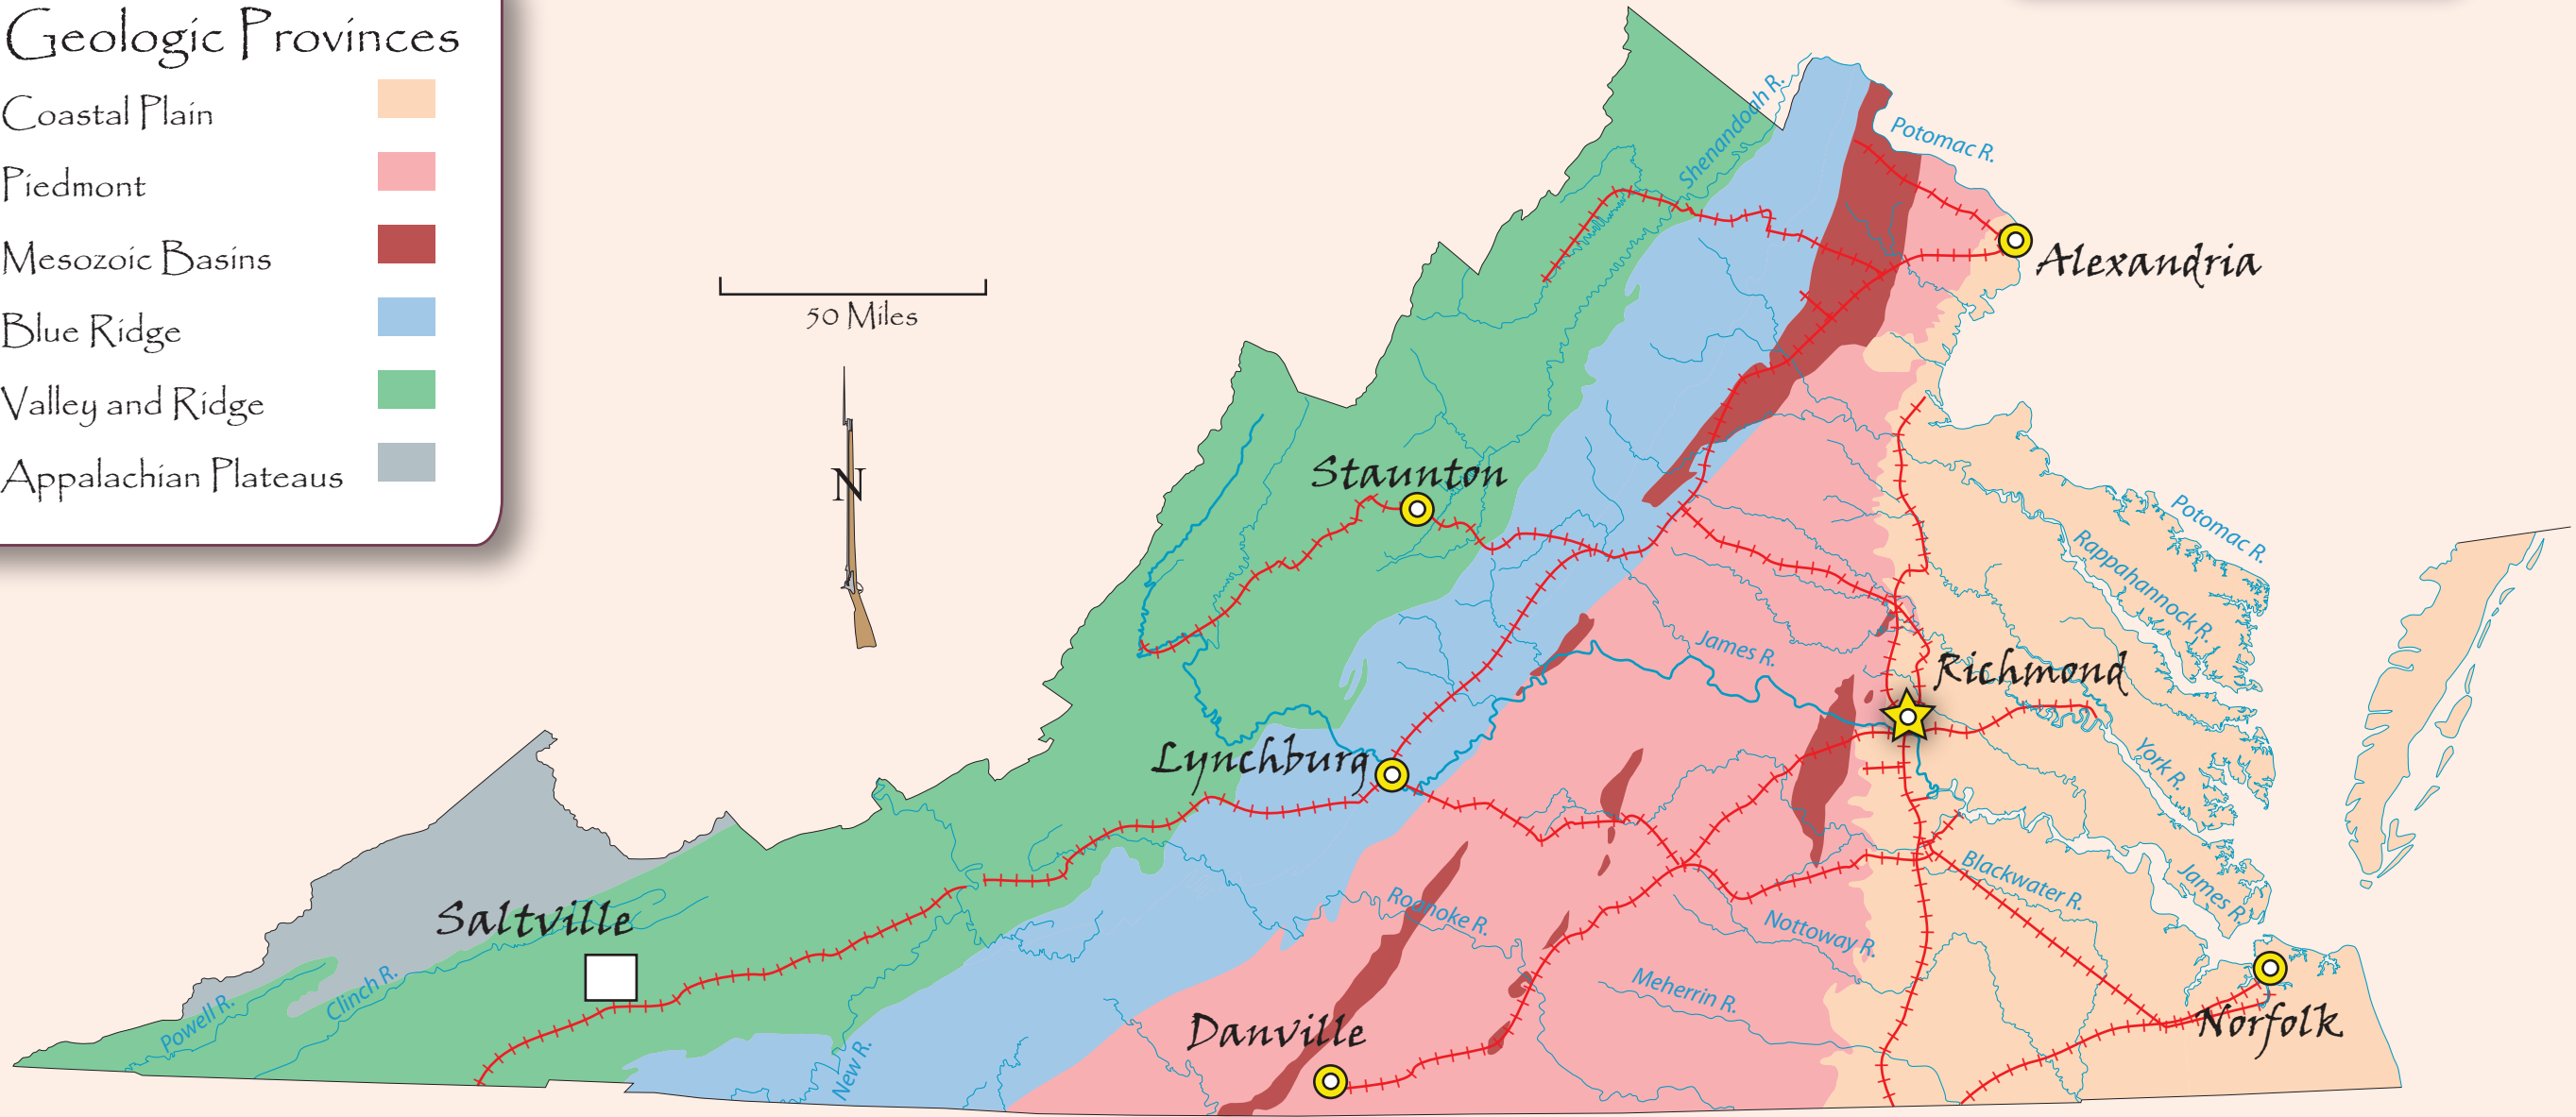 Geologic Provinces
Coastal Plain
Piedmont
Mesozoic Basins
Blue Ridge
Valley and Ridge
Appalachian Plateaus
50 Miles
N
Shenandoah R.
Potomac R.
Alexandria
Staunton
Potomac R.
Rappahannock R.
James R.
Richmond
York R.
Lynchburg
James R.
Blackwater R.
Saltville
Roanoke R.
Nottoway R.
Meherrin R.
Clinch R.
Powell R.
New R.
Danville
Norfolk